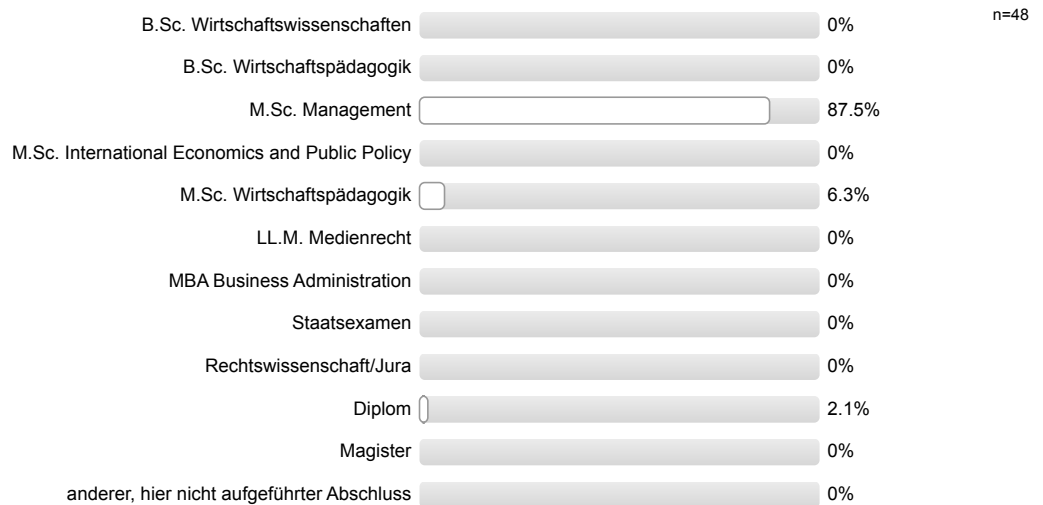 n=48
B.Sc. Wirtschaftswissenschaften 0%
B.Sc. Wirtschaftspädagogik 0%
M.Sc. Management 87.5%
M.Sc. International Economics and Public Policy 0%
M.Sc. Wirtschaftspädagogik 6.3%
LL.M. Medienrecht 0%
MBA Business Administration 0%
Staatsexamen 0%
Rechtswissenschaft/Jura 0%
Diplom 2.1%
Magister 0%
anderer, hier nicht aufgeführter Abschluss 0%